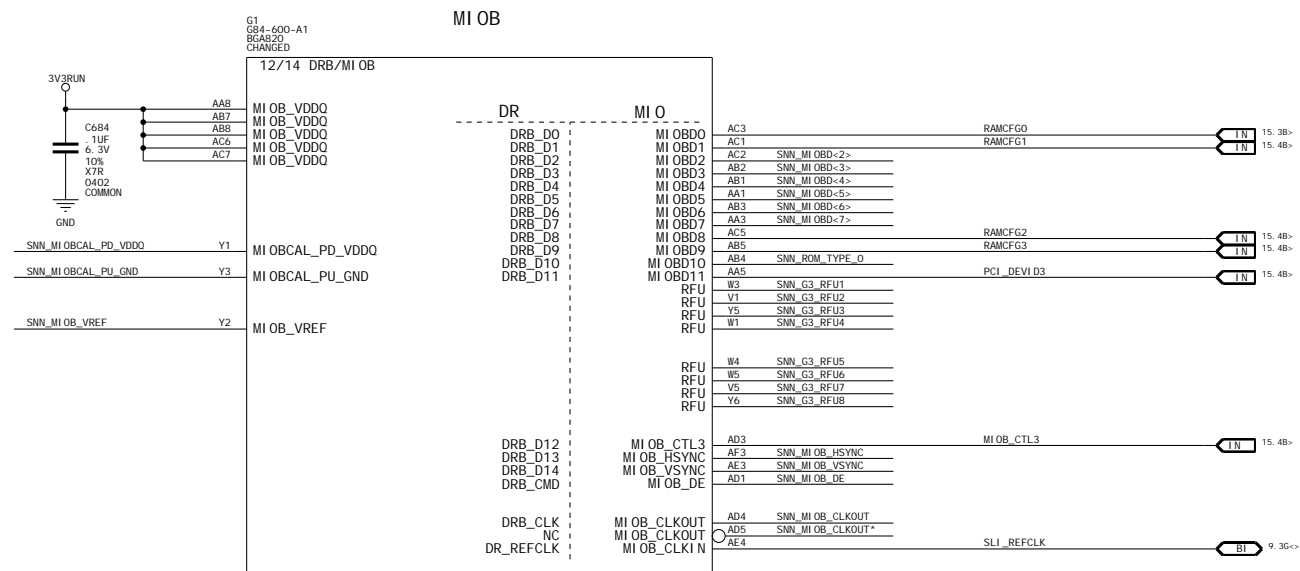 MIOB
G1
G84-600-A1
BGA820
CHANGED
12/14 DRB/MIOB
3V3RUN
AA8 MIOB_VDDQ
AB7 MIOB_VDDQ
AB8 MIOB_VDDQ
AC6 MIOB_VDDQ
AC7 MIOB_VDDQ
C684
.1UF
6.3V
10%
X7R
0402
COMMON
GND
SNN_MIOBCAL_PD_VDDQ Y1 MIOBCAL_PD_VDDQ
SNN_MIOBCAL_PU_GND Y3 MIOBCAL_PU_GND
SNN_MIOB_VREF Y2 MIOB_VREF
DR MIO
DRB_D0 MIOBD0 AC3 RAMCFG0 IN 15.3B>
DRB_D1 MIOBD1 AC1 RAMCFG1 IN 15.4B>
DRB_D2 MIOBD2 AC2 SNN_MIOBD<2>
DRB_D3 MIOBD3 AB2 SNN_MIOBD<3>
DRB_D4 MIOBD4 AB1 SNN_MIOBD<4>
DRB_D5 MIOBD5 AA1 SNN_MIOBD<5>
DRB_D6 MIOBD6 AB3 SNN_MIOBD<6>
DRB_D7 MIOBD7 AA3 SNN_MIOBD<7>
DRB_D8 MIOBD8 AC5 RAMCFG2 IN 15.4B>
DRB_D9 MIOBD9 AB5 RAMCFG3 IN 15.4B>
DRB_D10 MIOBD10 AB4 SNN_ROM_TYPE_0
DRB_D11 MIOBD11 AA5 PCI_DEVID3 IN 15.4B>
RFU W3 SNN_G3_RFU1
RFU V1 SNN_G3_RFU2
RFU Y5 SNN_G3_RFU3
RFU W1 SNN_G3_RFU4
RFU W4 SNN_G3_RFU5
RFU W5 SNN_G3_RFU6
RFU V5 SNN_G3_RFU7
RFU Y6 SNN_G3_RFU8
DRB_D12 MIOB_CTL3 AD3 MIOB_CTL3 IN 15.4B>
DRB_D13 MIOB_HSYNC AF3 SNN_MIOB_HSYNC
DRB_D14 MIOB_VSYNC AE3 SNN_MIOB_VSYNC
DRB_CMD MIOB_DE AD1 SNN_MIOB_DE
DRB_CLK MIOB_CLKOUT AD4 SNN_MIOB_CLKOUT
NC MIOB_CLKOUT AD5 SNN_MIOB_CLKOUT*
DR_REFCLK MIOB_CLKIN AE4 SLI_REFCLK BI 9.3G<>